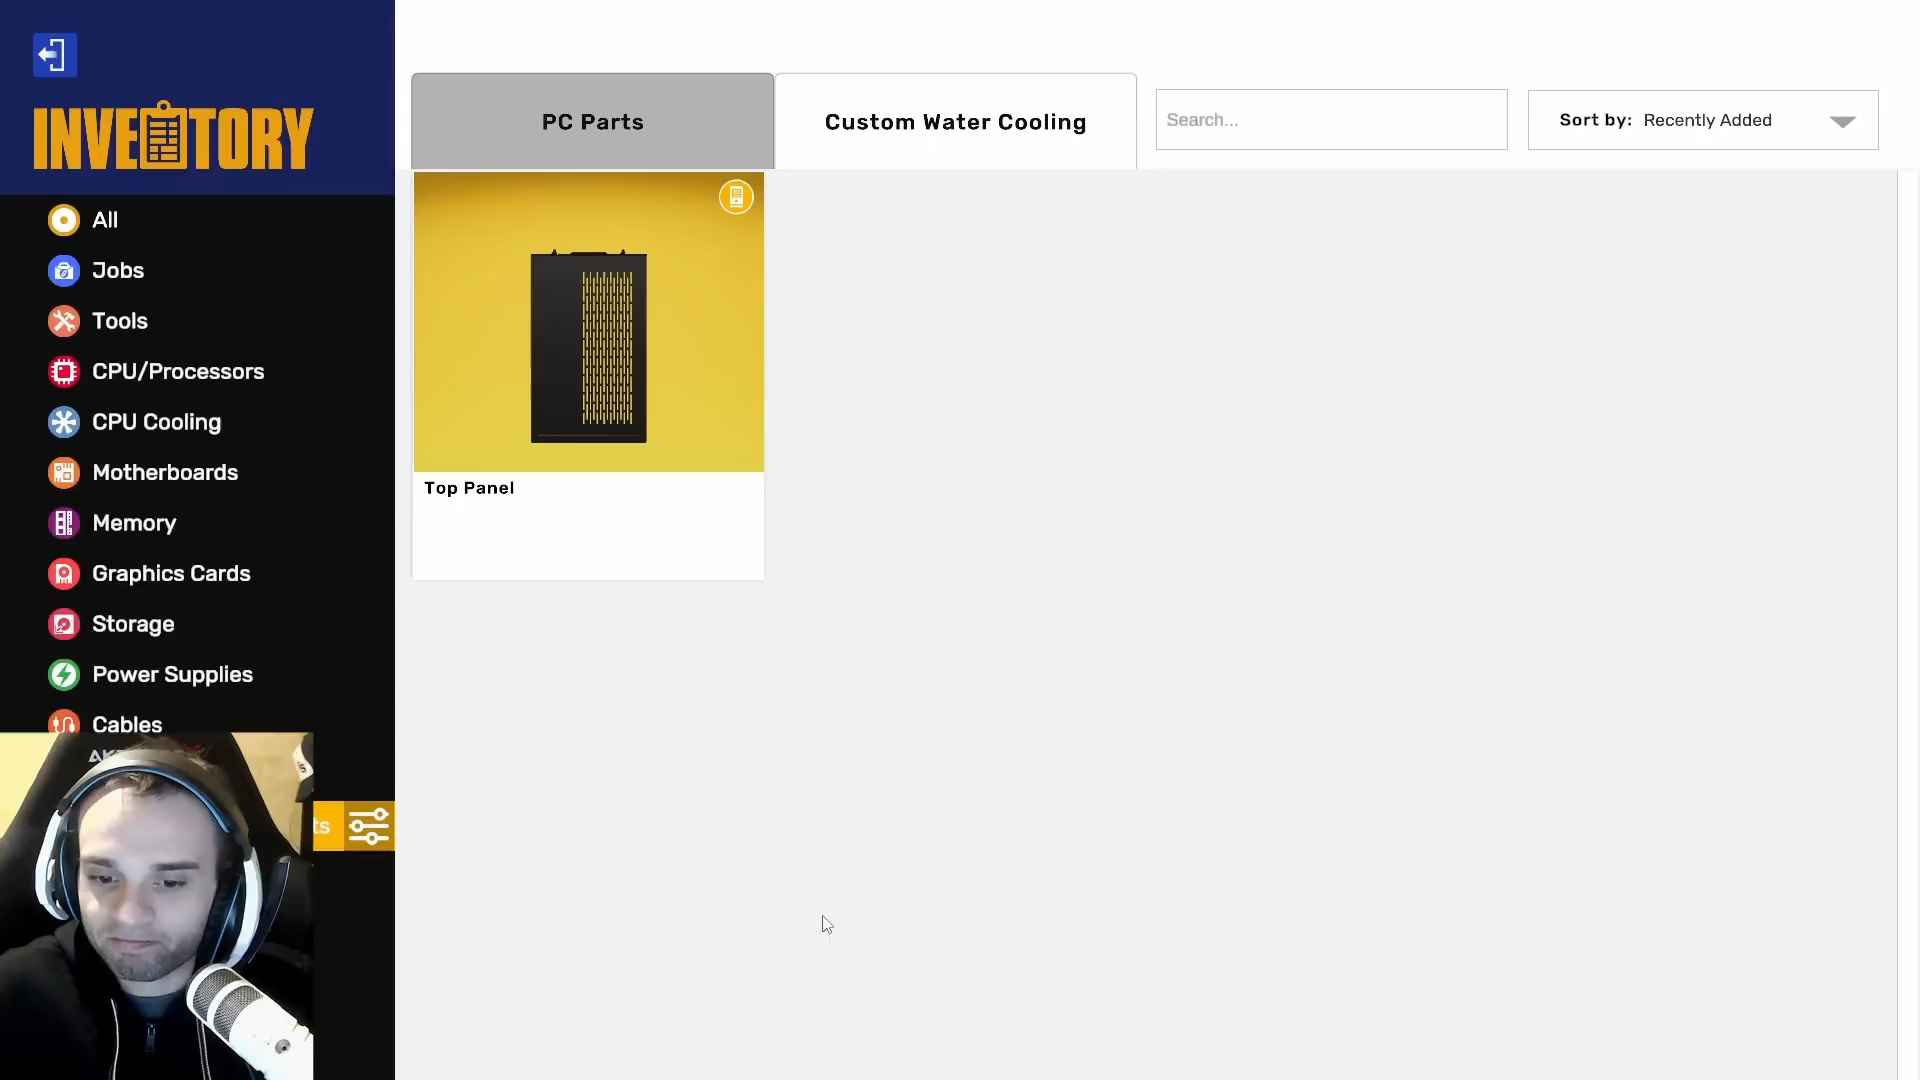 INVENTORY
All
Jobs
Tools
CPU/Processors
CPU Cooling
Motherboards
Memory
Graphics Cards
Storage
Power Supplies
Cables
ts
PC Parts
Custom Water Cooling
Search...
Sort by: Recently Added
Top Panel